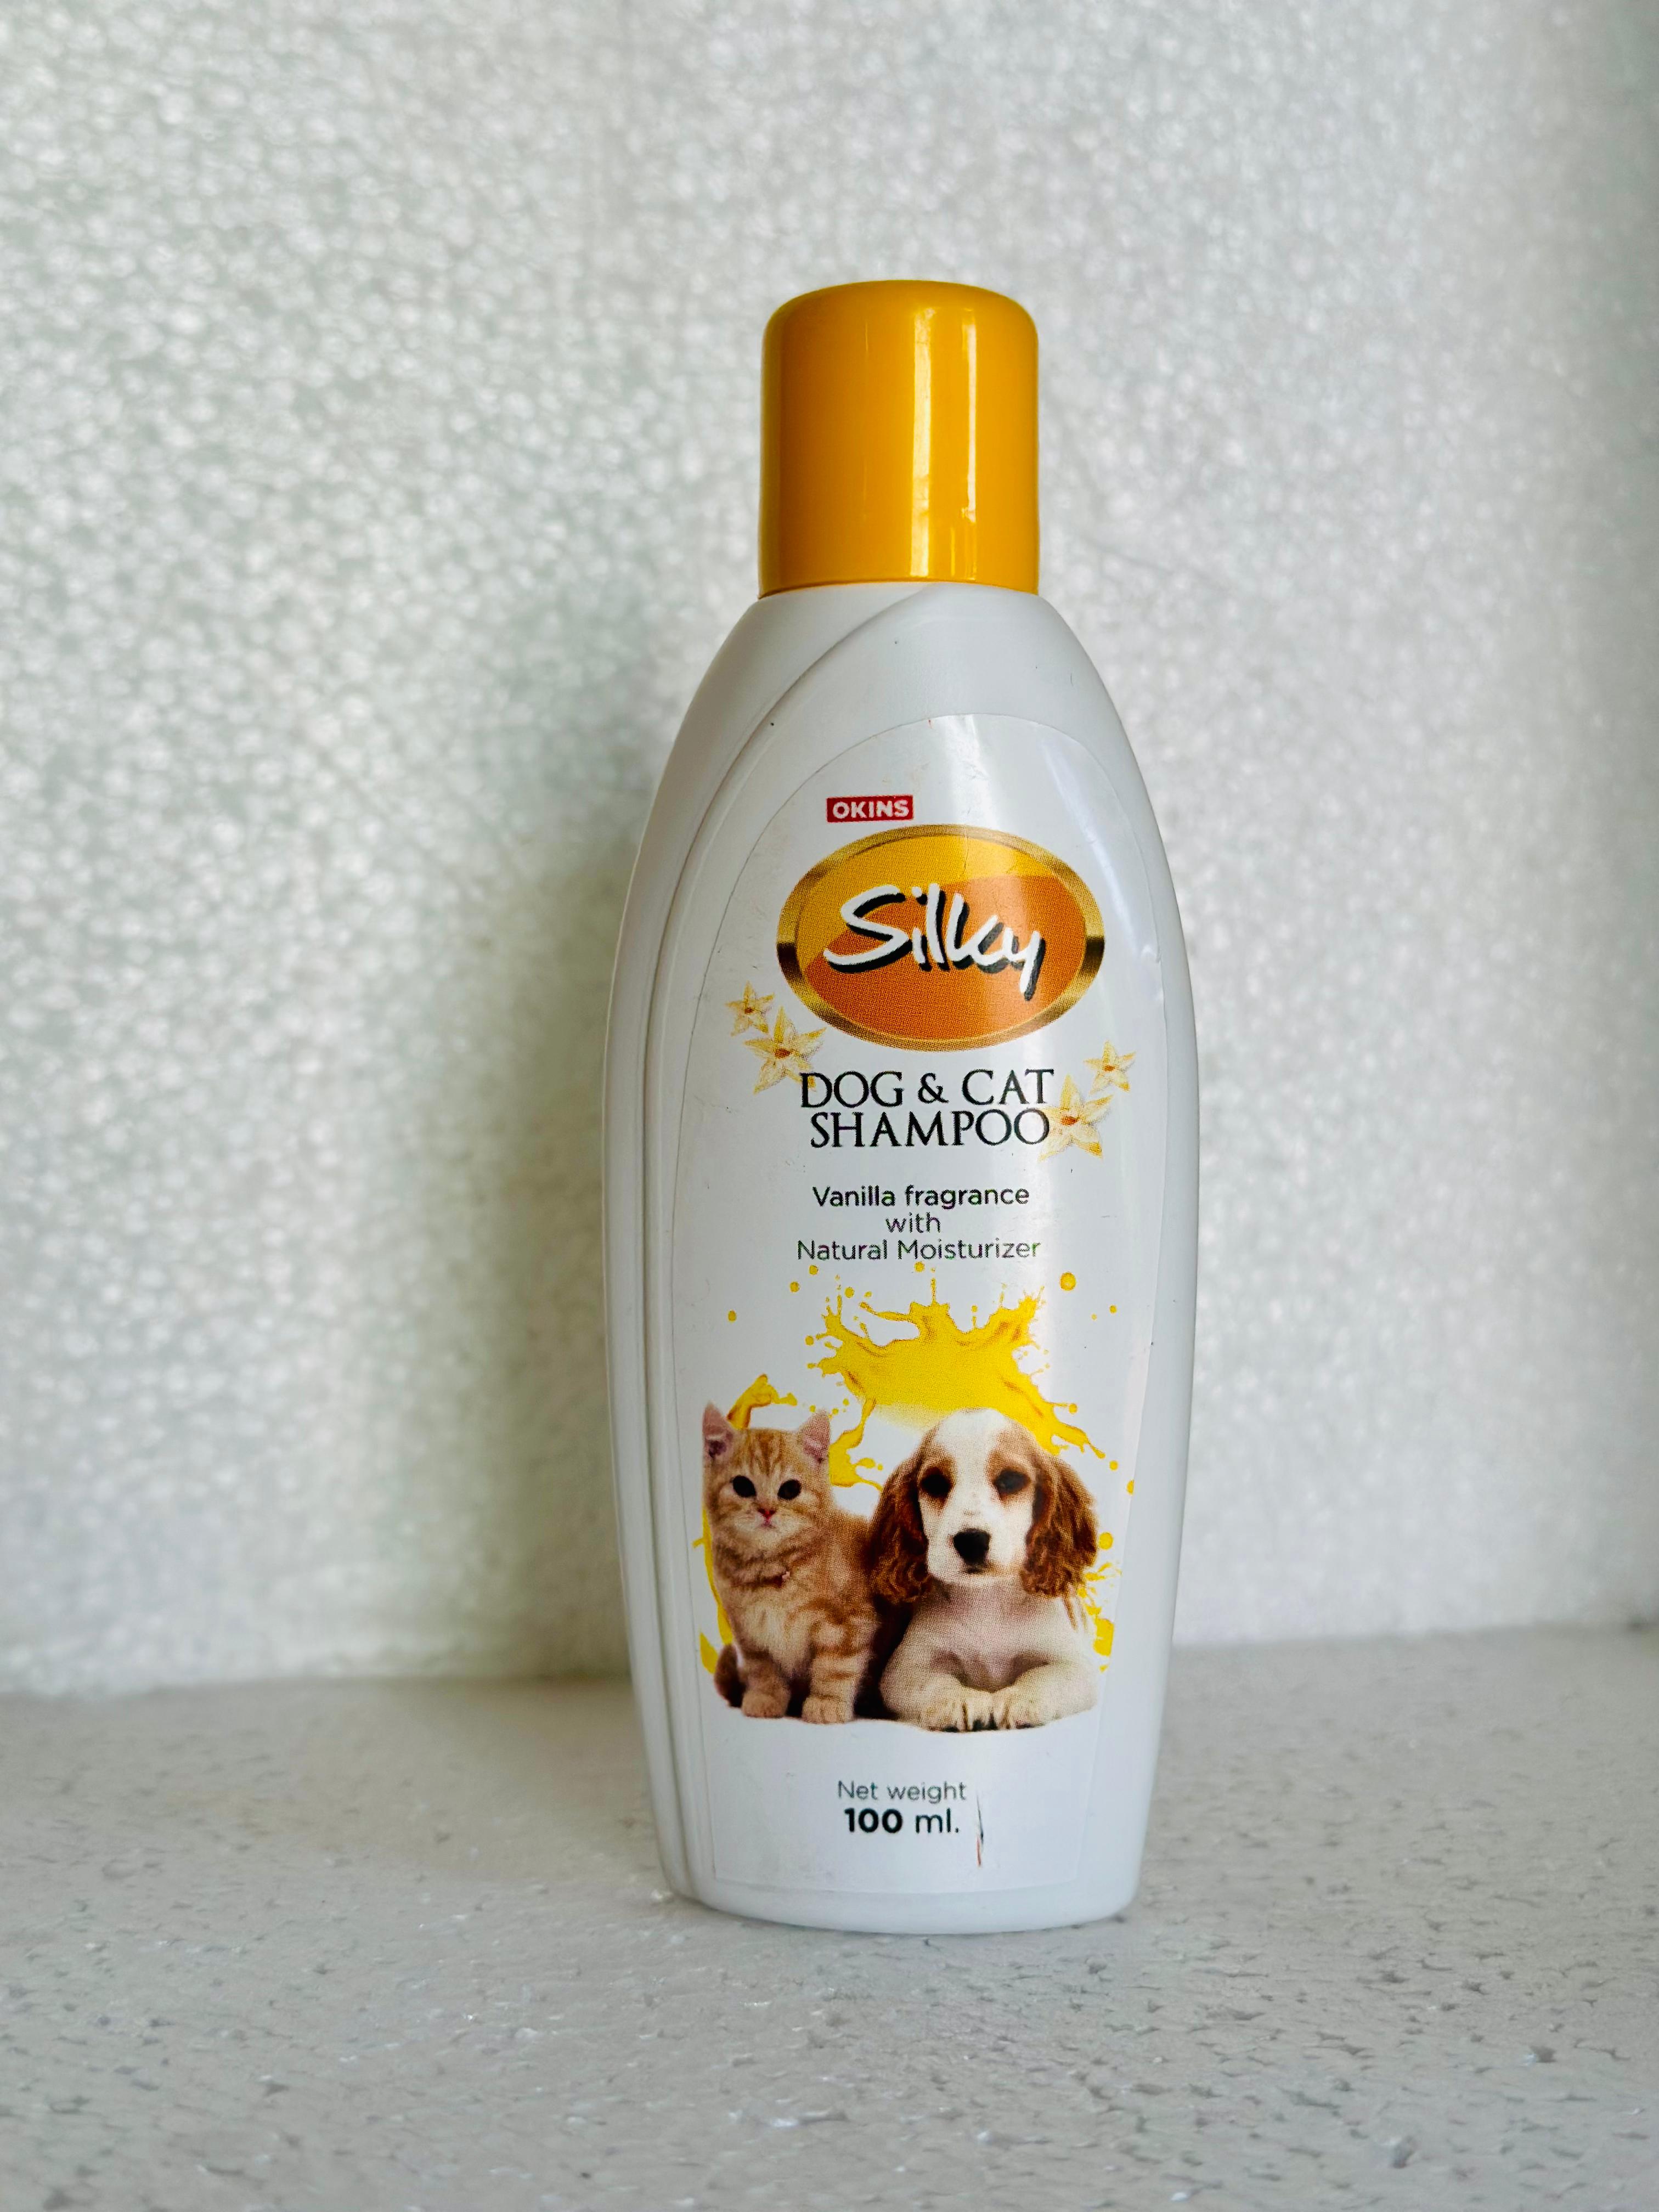 OKINS
Silky
DOG & CAT
SHAMPOO
Vanilla fragrance
with
Natural Moisturizer
Net weight
100 ml.